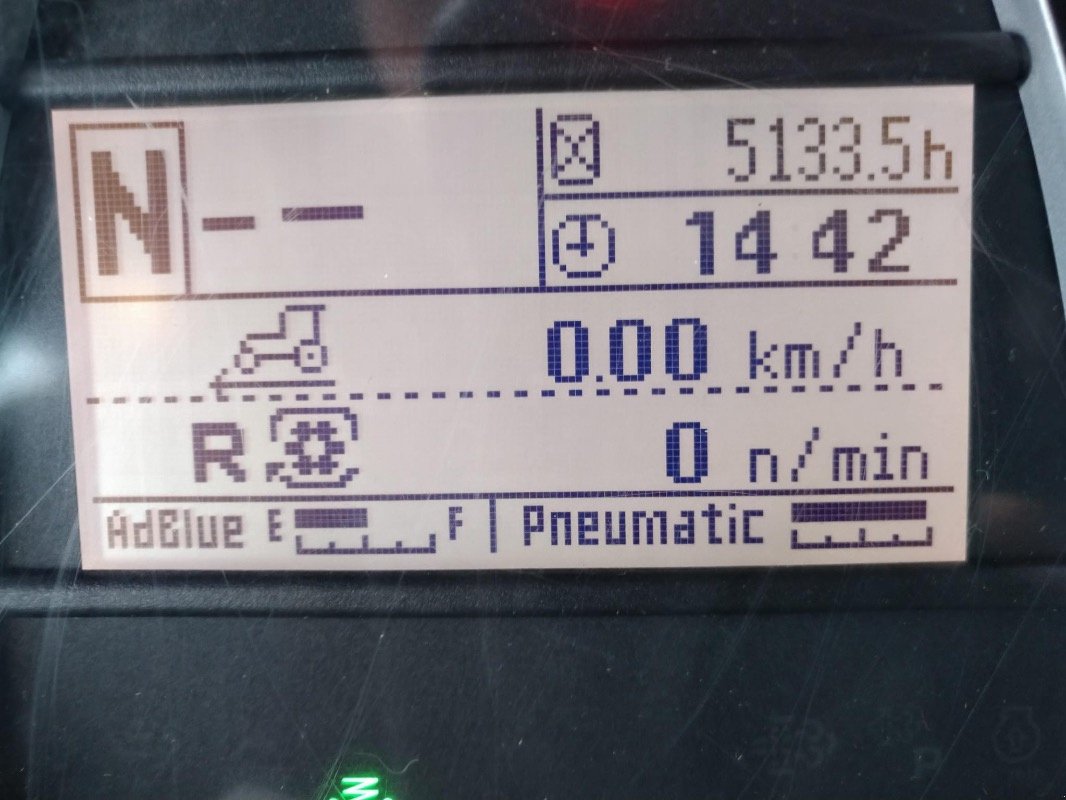 N -- 5133.5h
14 42
0.00 km/h
R 0 n/min
AdBlue E F Pneumatic